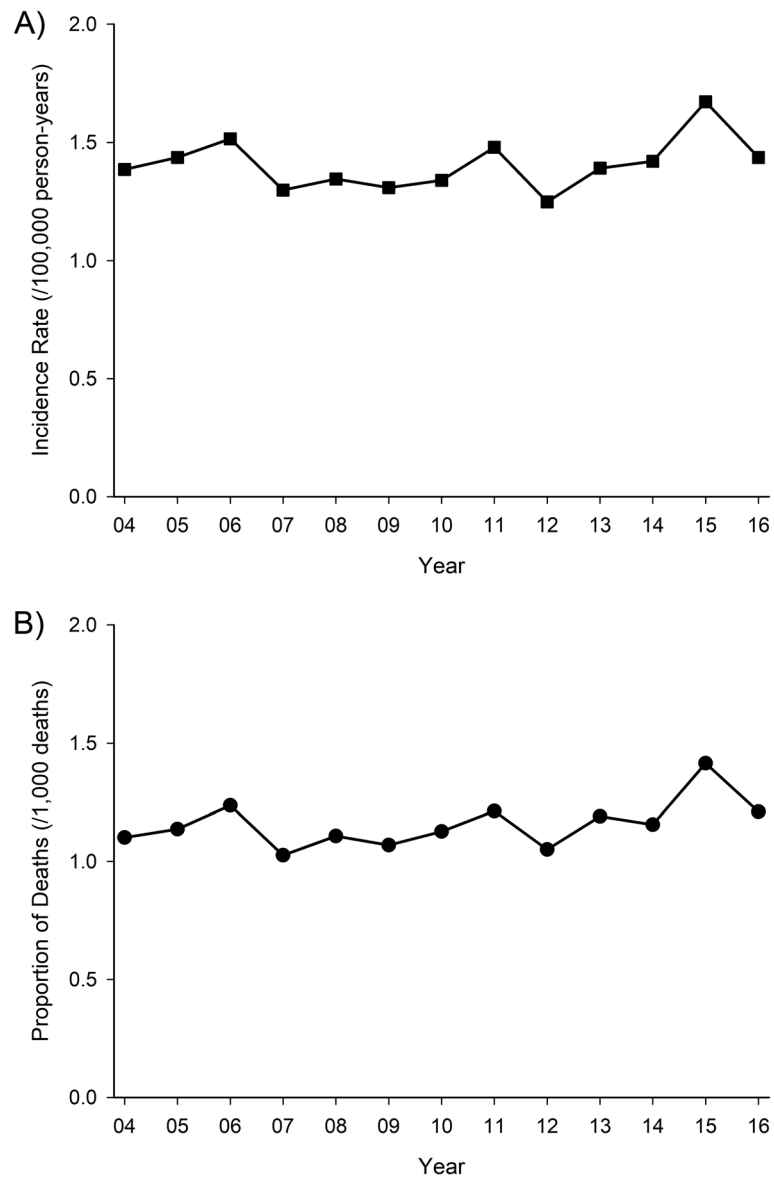 A)
2.0
1.5
1.0
0.5
0.0
Incidence Rate (/100,000 person-years)
04 05 06 07 08 09 10 11 12 13 14 15 16
Year
B)
2.0
1.5
1.0
0.5
0.0
Proportion of Deaths (/1,000 deaths)
04 05 06 07 08 09 10 11 12 13 14 15 16
Year